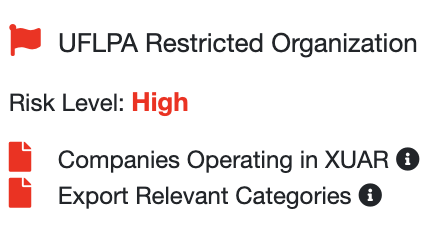 UFLPA Restricted Organization
Risk Level: High
Companies Operating in XUAR
Export Relevant Categories